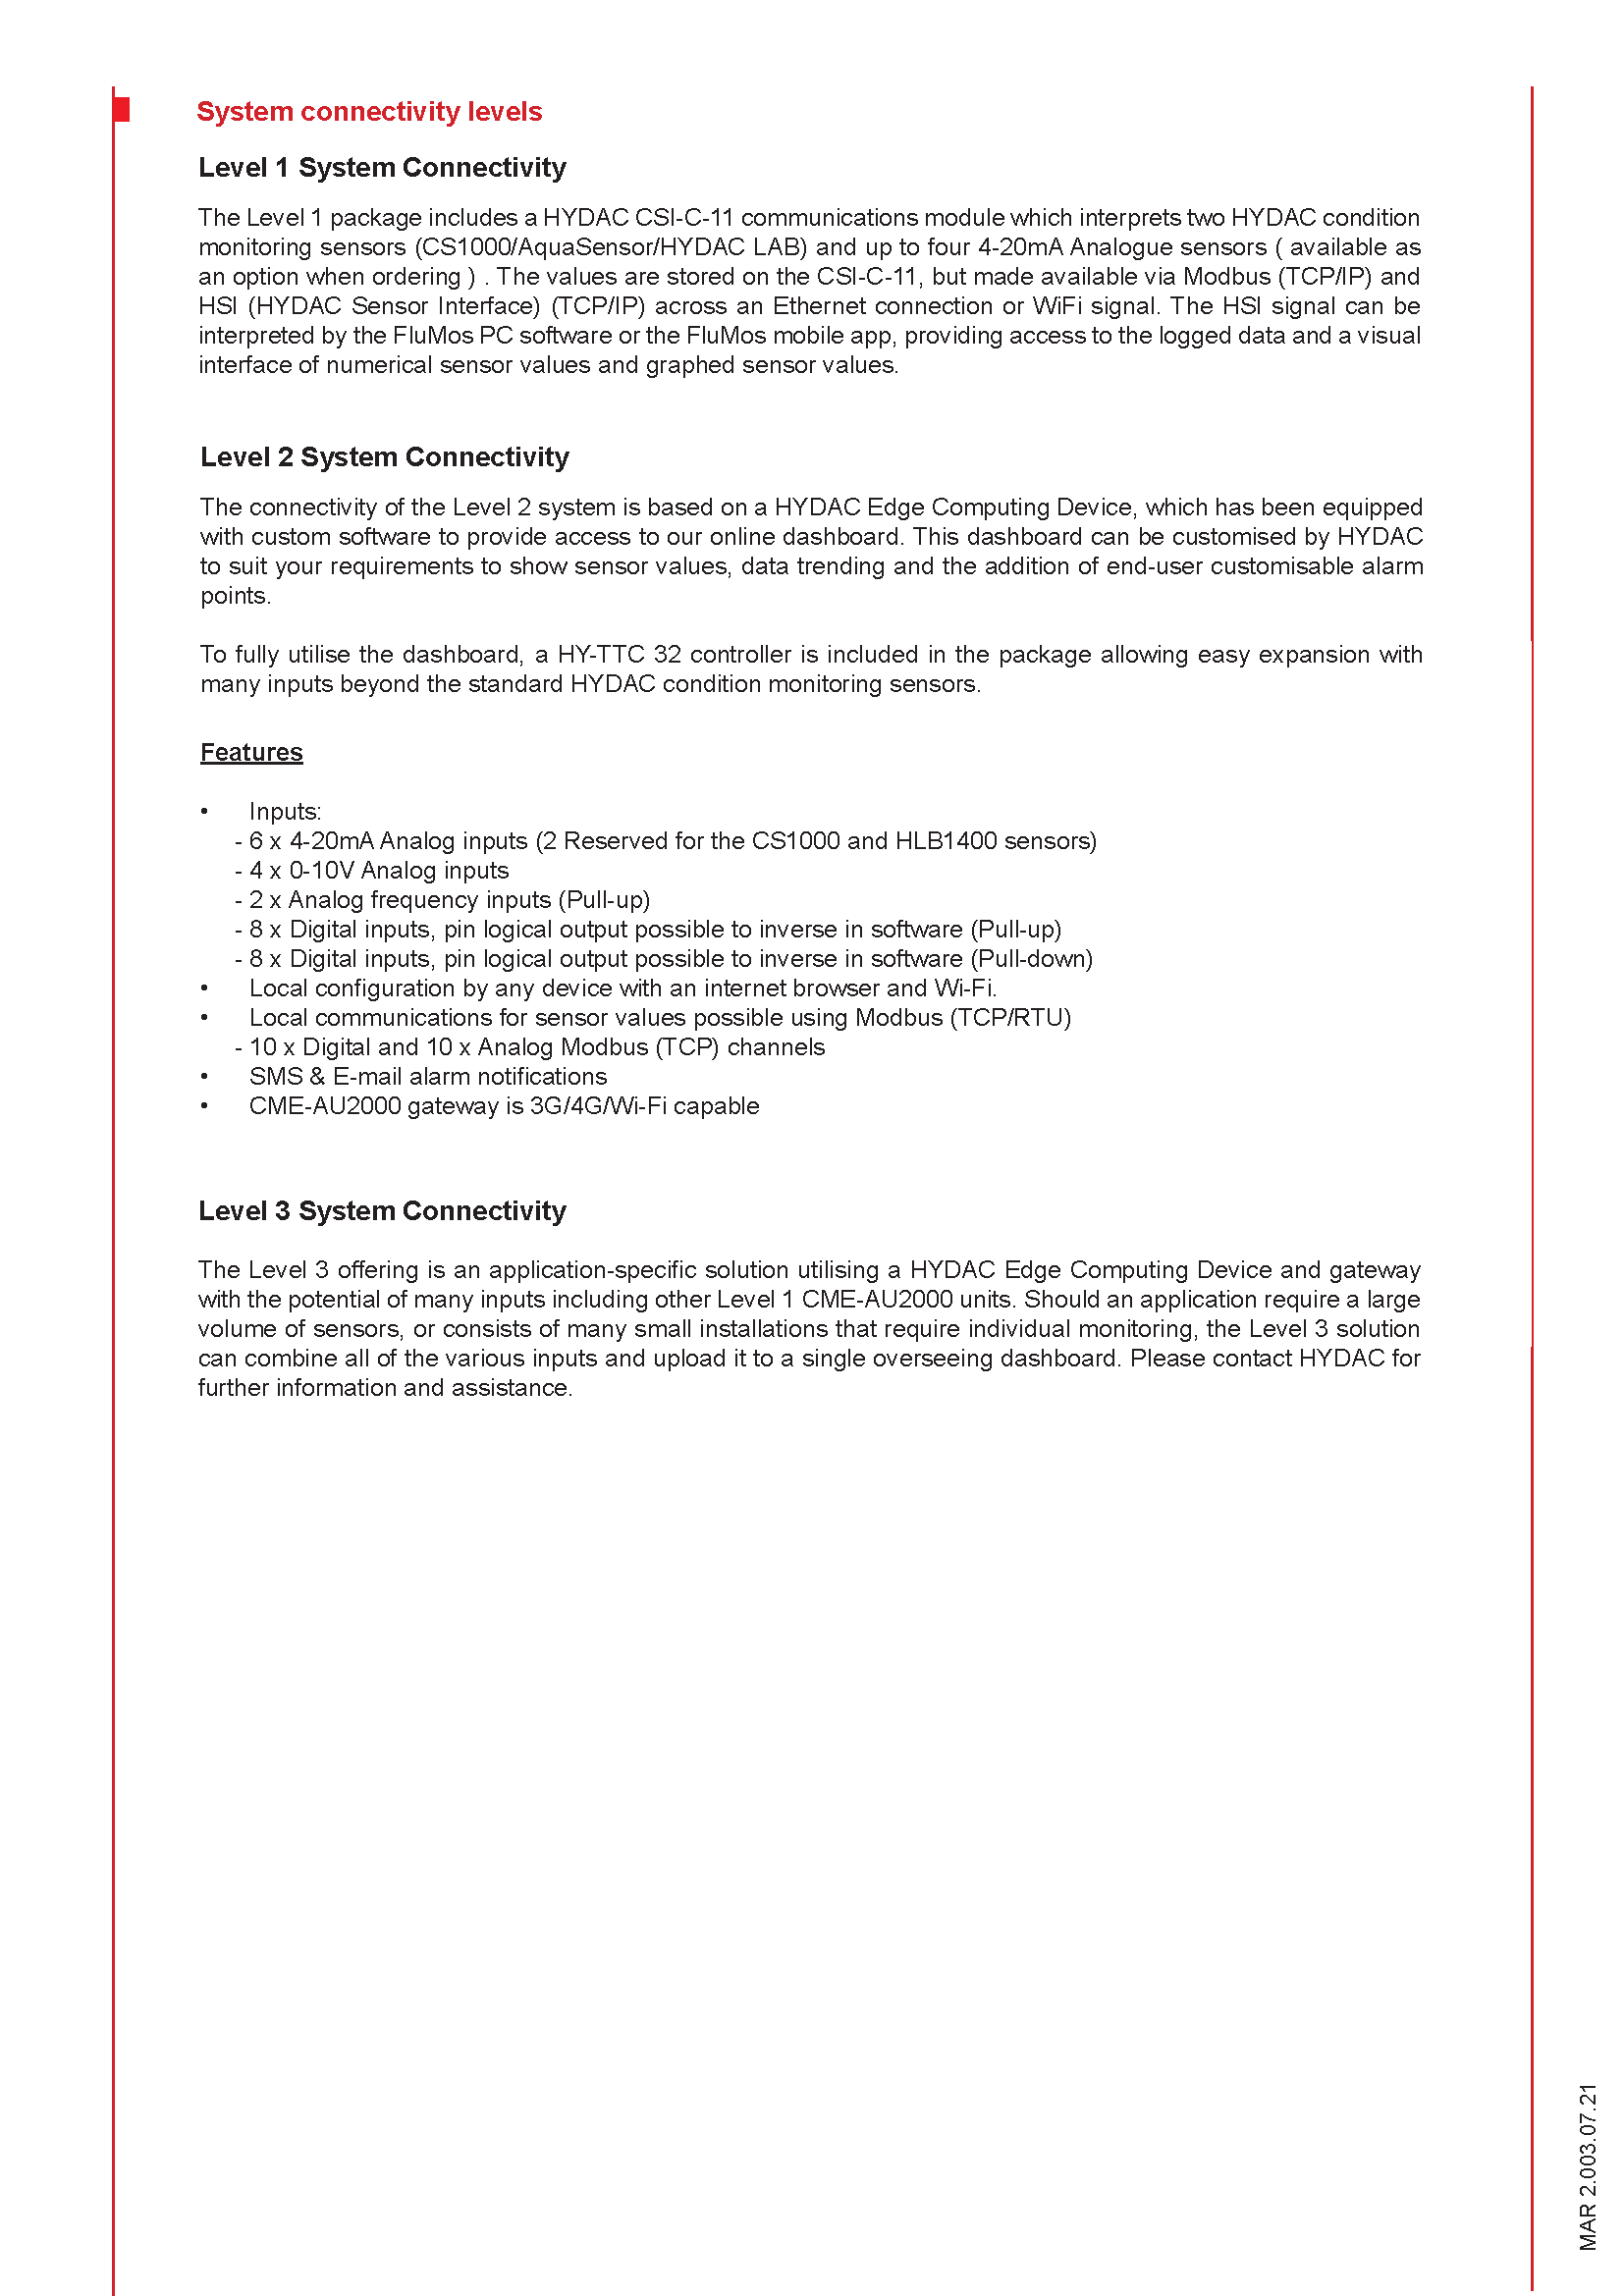 System connectivity levels
Level 1 System Connectivity
The Level 1 package includes a HYDAC CSI-C-11 communications module which interprets two HYDAC condition
monitoring sensors (CS1000/AquaSensor/HYDAC LAB) and up to four 4-20mA Analogue sensors ( available as
an option when ordering ) . The values are stored on the CSI-C-11, but made available via Modbus (TCP/IP) and
HSI (HYDAC Sensor Interface) (TCP/IP) across an Ethernet connection or WiFi signal. The HSI signal can be
interpreted by the FluMos PC software or the FluMos mobile app, providing access to the logged data and a visual
interface of numerical sensor values and graphed sensor values.
Level 2 System Connectivity
The connectivity of the Level 2 system is based on a HYDAC Edge Computing Device, which has been equipped
with custom software to provide access to our online dashboard. This dashboard can be customised by HYDAC
to suit your requirements to show sensor values, data trending and the addition of end-user customisable alarm
points.
To fully utilise the dashboard, a HY-TTC 32 controller is included in the package allowing easy expansion with
many inputs beyond the standard HYDAC condition monitoring sensors.
Features
• Inputs:
- 6 x 4-20mA Analog inputs (2 Reserved for the CS1000 and HLB1400 sensors)
- 4 x 0-10V Analog inputs
- 2 x Analog frequency inputs (Pull-up)
- 8 x Digital inputs, pin logical output possible to inverse in software (Pull-up)
- 8 x Digital inputs, pin logical output possible to inverse in software (Pull-down)
• Local configuration by any device with an internet browser and Wi-Fi.
• Local communications for sensor values possible using Modbus (TCP/RTU)
- 10 x Digital and 10 x Analog Modbus (TCP) channels
• SMS & E-mail alarm notifications
• CME-AU2000 gateway is 3G/4G/Wi-Fi capable
Level 3 System Connectivity
The Level 3 offering is an application-specific solution utilising a HYDAC Edge Computing Device and gateway
with the potential of many inputs including other Level 1 CME-AU2000 units. Should an application require a large
volume of sensors, or consists of many small installations that require individual monitoring, the Level 3 solution
can combine all of the various inputs and upload it to a single overseeing dashboard. Please contact HYDAC for
further information and assistance.
MAR 2.003.07.21